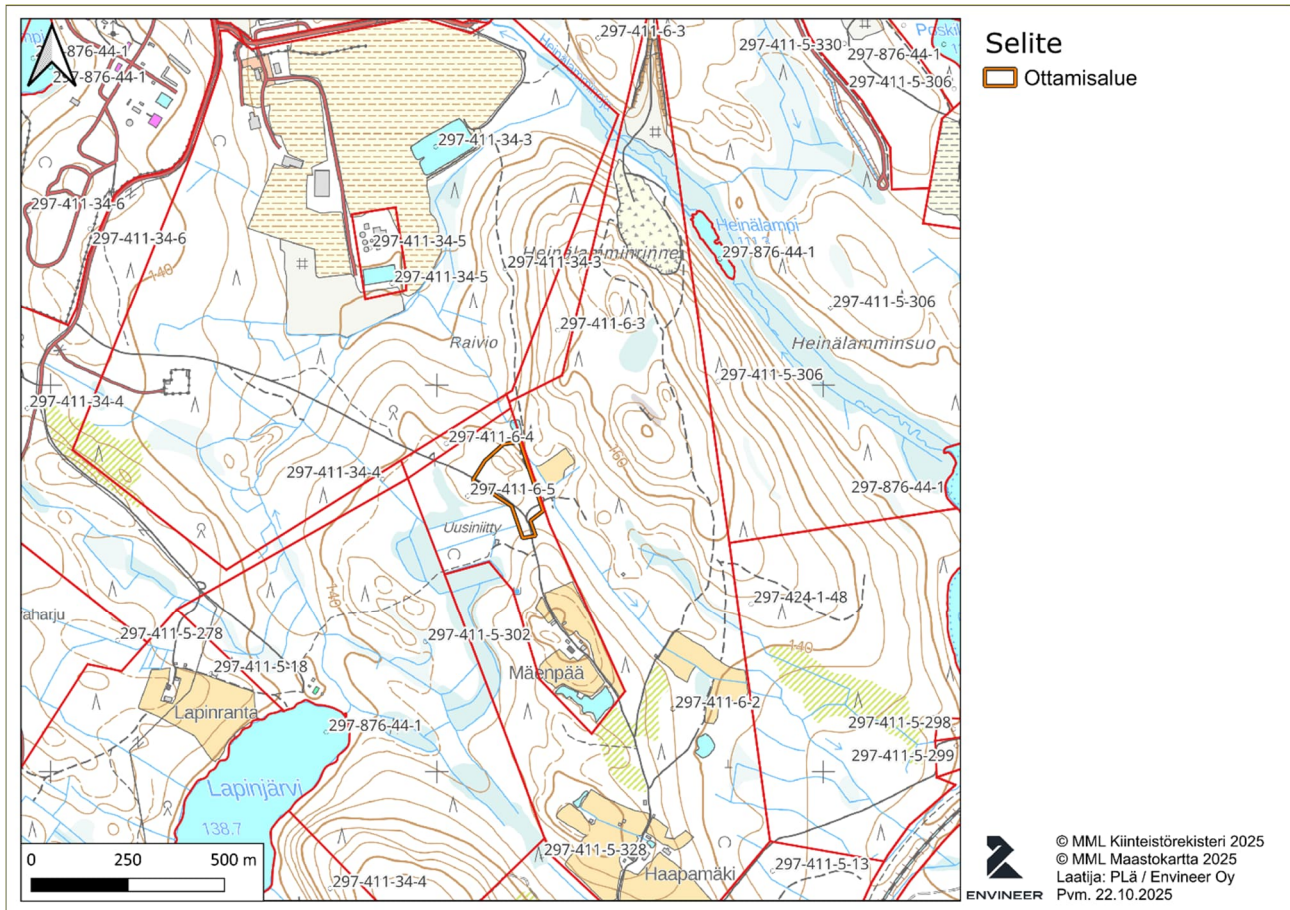 297-411-6-3
297-411-5-330
Poski
-876-44-1
297-876-44-1
297-876-44-1
297-411-5-306
Heinälamminoja
297-411-34-3
297-411-34-6
297-411-34-6
297-411-34-5
Heinälampi
111.3
297-876-44-1
Heinälamminrinne
297-411-34-3
140
297-411-34-5
297-411-5-306
297-411-6-3
Raivio
Heinälamminsuo
297-411-5-306
297-411-34-4
297-411-6-4
160
297-411-34-4
297-411-6-5
297-876-44-1
Uusiniitty
140
297-424-1-48
aharju
297-411-5-278
297-411-5-302
140
297-411-5-18
Mäenpää
Lapinranta
297-411-6-2
297-876-44-1
297-411-5-298
297-411-5-299
Lapinjärvi
138.7
297-411-5-328
297-411-5-13
Haapamäki
297-411-34-4
0 250 500 m
Selite
Ottamisalue
ENVINEER
© MML Kiinteistörekisteri 2025
© MML Maastokartta 2025
Laatija: PLä / Envineer Oy
Pvm. 22.10.2025